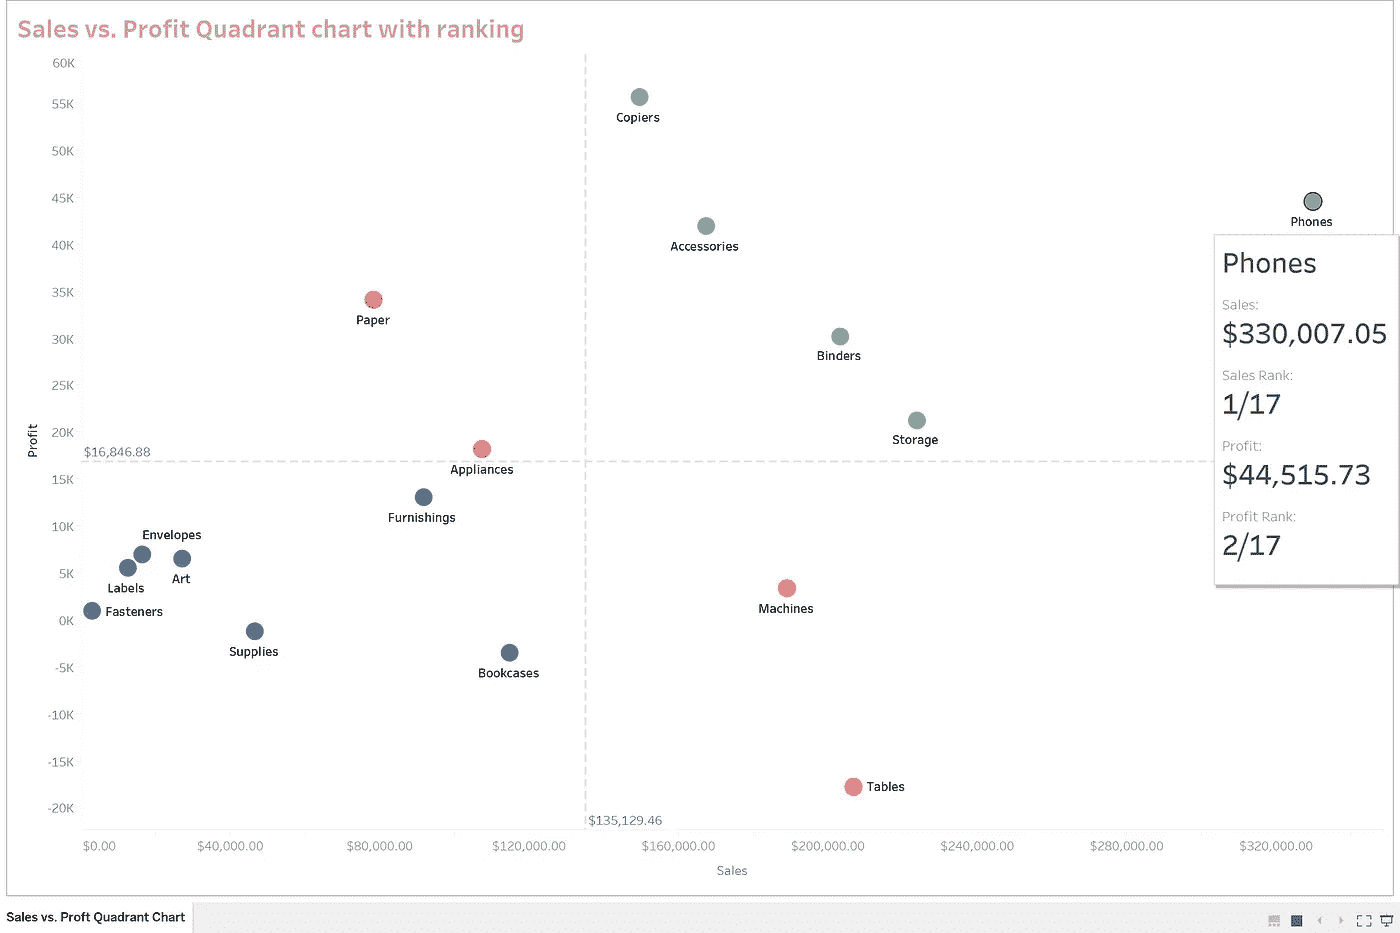 Sales vs. Profit Quadrant chart with ranking
60K
55K
50K
45K
40K
35K
30K
25K
20K
15K
10K
5K
0K
-5K
-10K
-15K
-20K
Profit
$16,846.88
$135,129.46
Copiers
Phones
Accessories
Paper
Binders
Storage
Appliances
Furnishings
Envelopes
Art
Labels
Fasteners
Supplies
Bookcases
Machines
Tables
Phones
Sales:
$330,007.05
Sales Rank:
1/17
Profit:
$44,515.73
Profit Rank:
2/17
$0.00 $40,000.00 $80,000.00 $120,000.00 $160,000.00 $200,000.00 $240,000.00 $280,000.00 $320,000.00
Sales
Sales vs. Proft Quadrant Chart